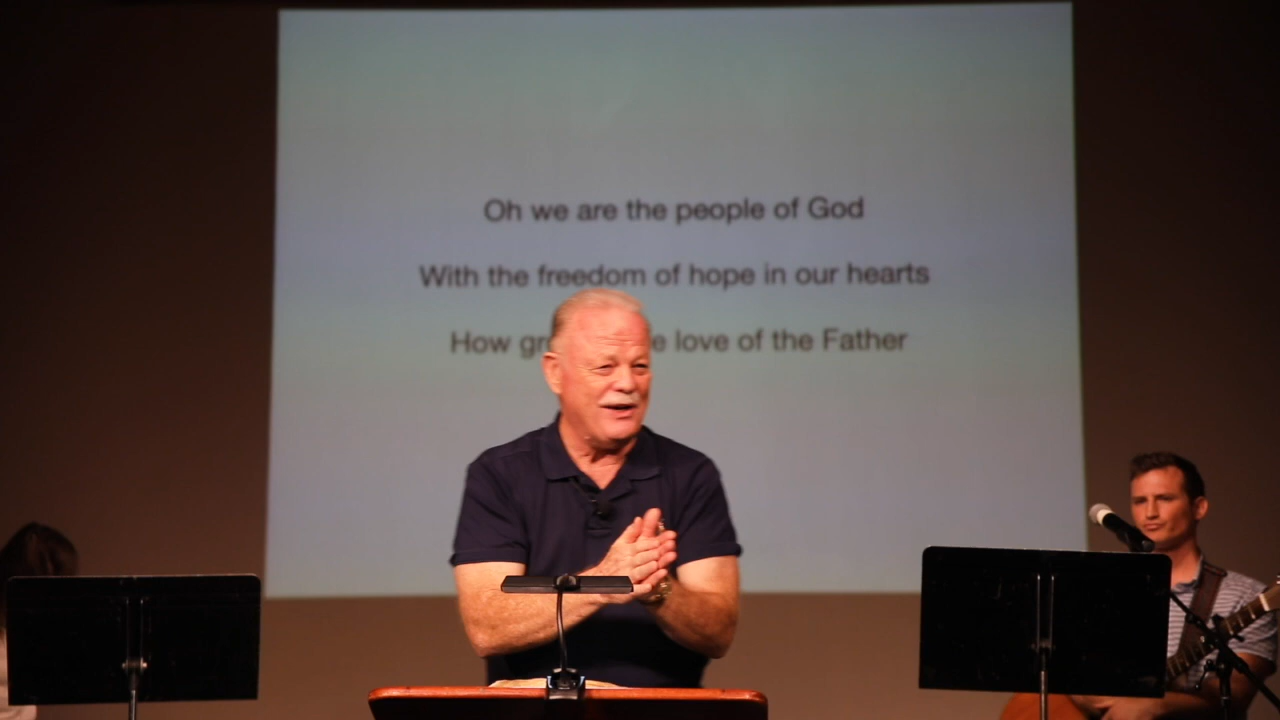 Oh we are the people of God
With the freedom of hope in our hearts
How love of the Father